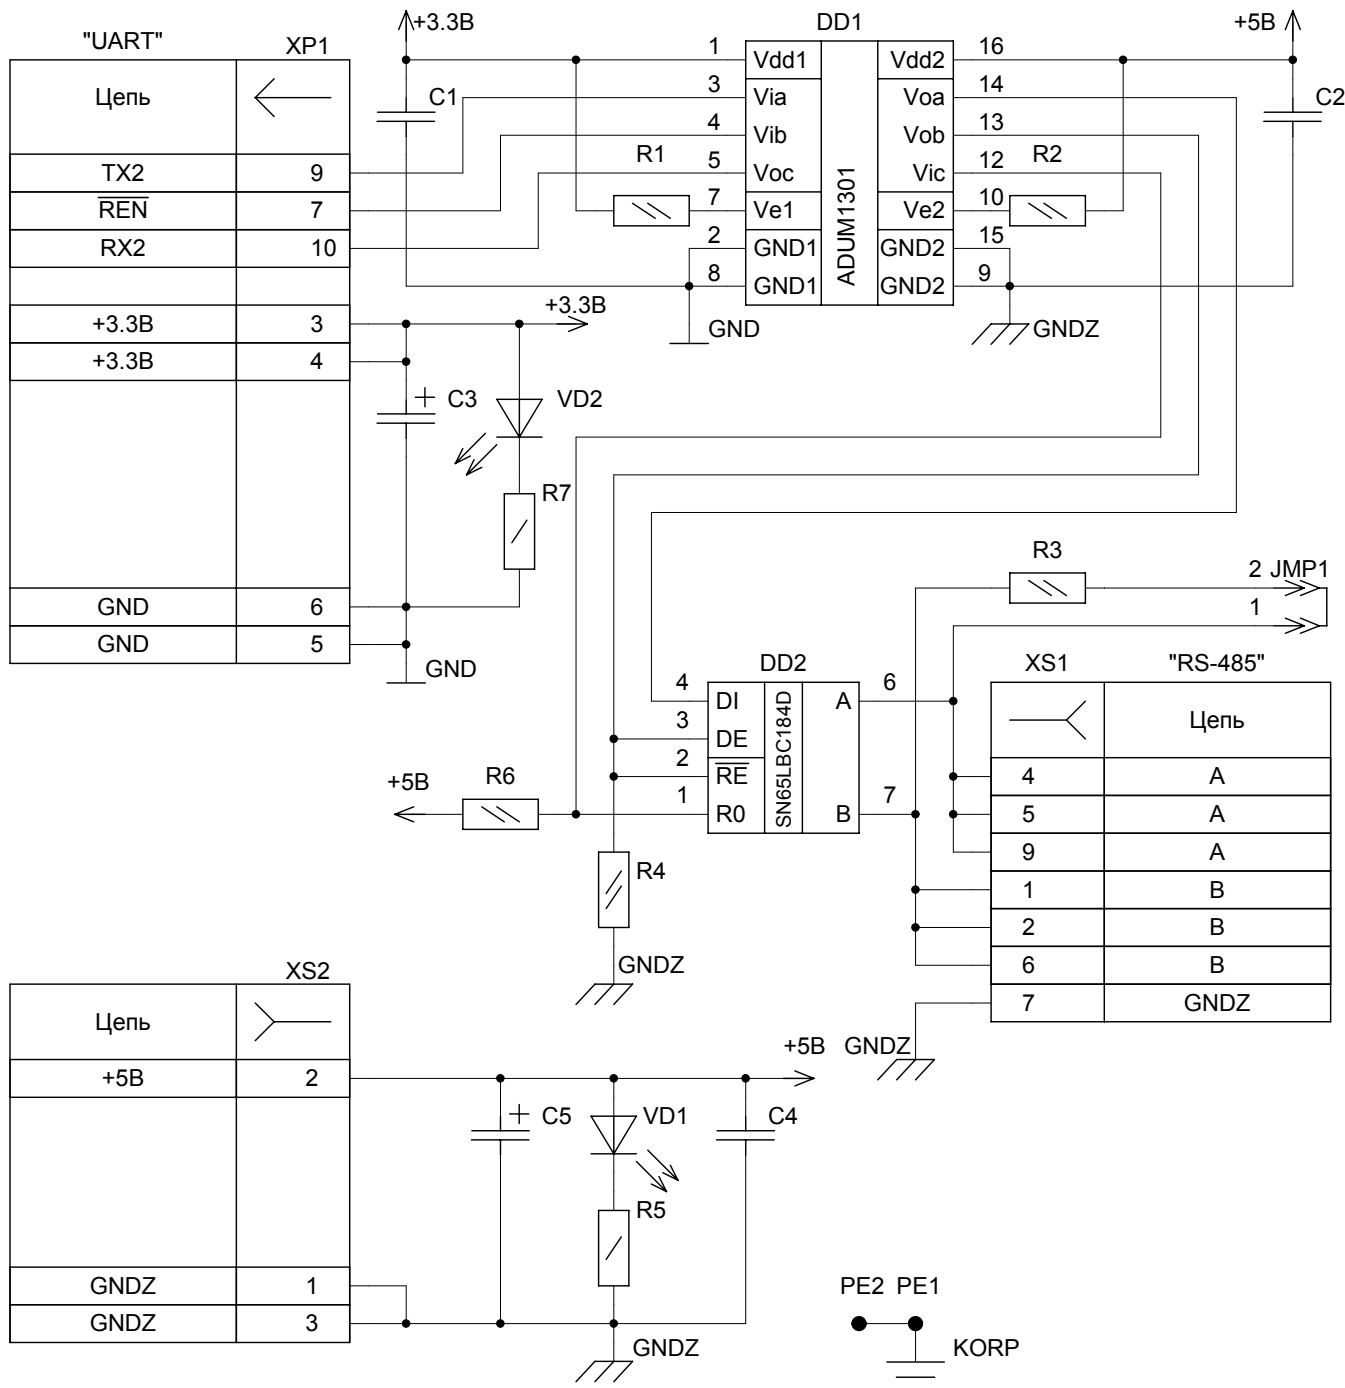 +3.3В
DD1
+5В
"UART"
XP1
Цепь
TX2 9
REN 7
RX2 10
+3.3В 3
+3.3В 4
GND 6
GND 5
C1
R1
1 Vdd1
3 Via
4 Vib
5 Voc
7 Ve1
2 GND1
8 GND1
ADUM1301
Vdd2 16
Voa 14
Vob 13
Vic 12
Ve2 10
GND2 15
GND2 9
R2
C2
GND
GNDZ
+3.3В
C3
VD2
R7
GND
R3
2 JMP1
1
DD2
4 DI
3 DE
2 RE
1 R0
SN65LBC184D
A 6
B 7
+5В
R6
R4
GNDZ
XS1 "RS-485"
Цепь
4 A
5 A
9 A
1 B
2 B
6 B
7 GNDZ
GNDZ
XS2
Цепь
+5В 2
GNDZ 1
GNDZ 3
+5В
C5
VD1
C4
R5
GNDZ
PE2 PE1
KORP